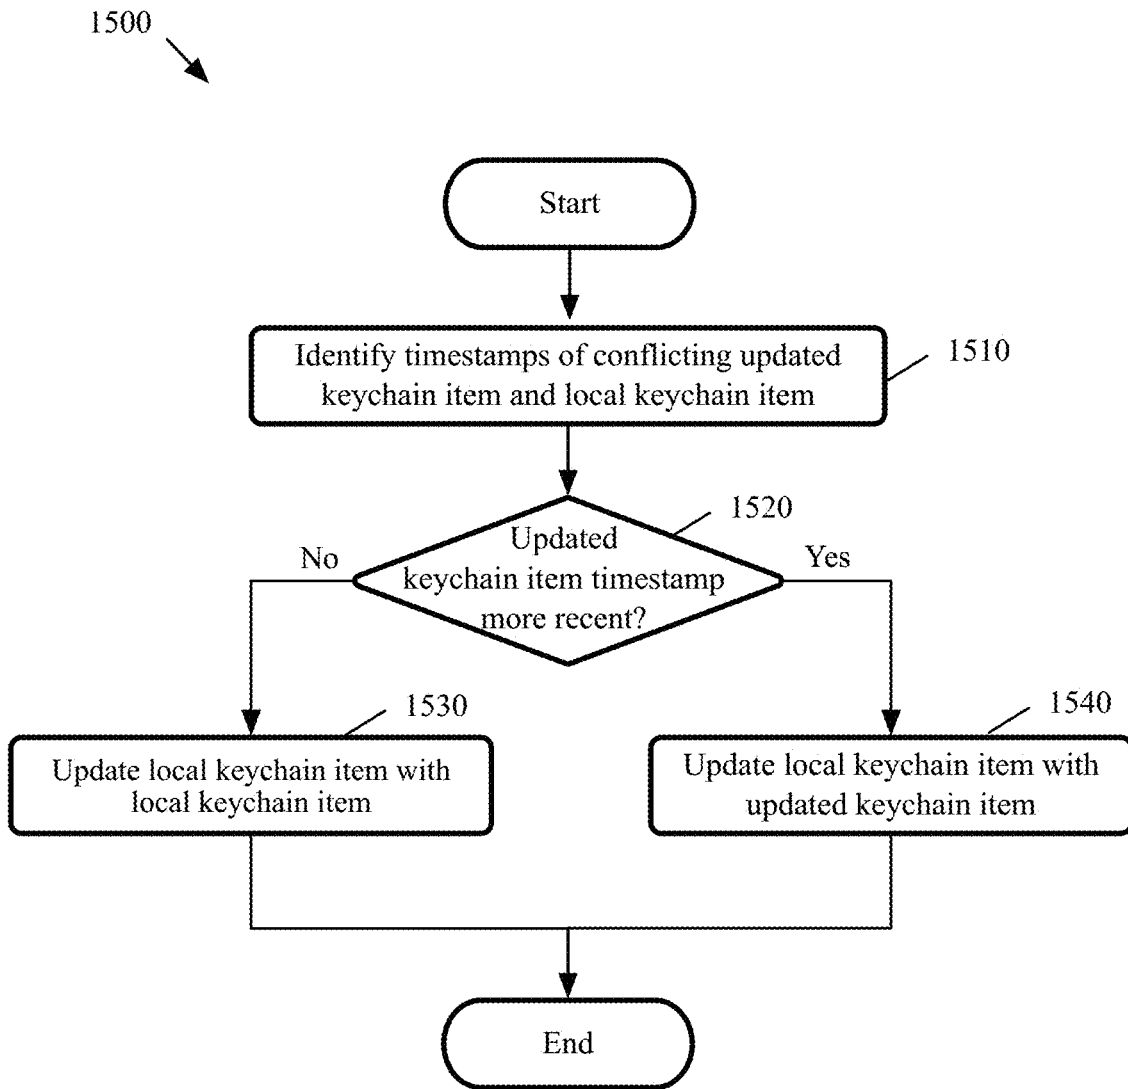 1500
Start
Identify timestamps of conflicting updated
keychain item and local keychain item
1510
1520
Updated
keychain item timestamp
more recent?
No
Yes
1530
1540
Update local keychain item with
local keychain item
Update local keychain item with
updated keychain item
End